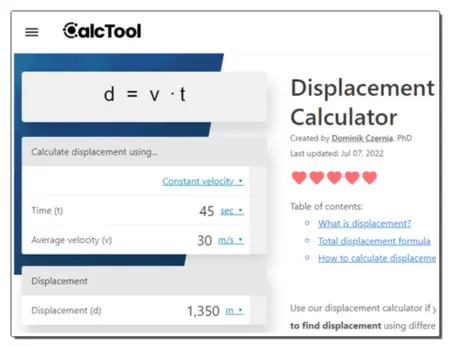 CalcTool
d = v · t
Calculate displacement using...
Constant velocity
Time (t) 45 sec
Average velocity (v) 30 m/s
Displacement
Displacement (d) 1,350 m
Displacement
Calculator
Created by Dominik Czernia, PhD
Last updated: Jul 07, 2022
Table of contents:
What is displacement?
Total displacement formula
How to calculate displaceme
Use our displacement calculator if y
to find displacement using differe